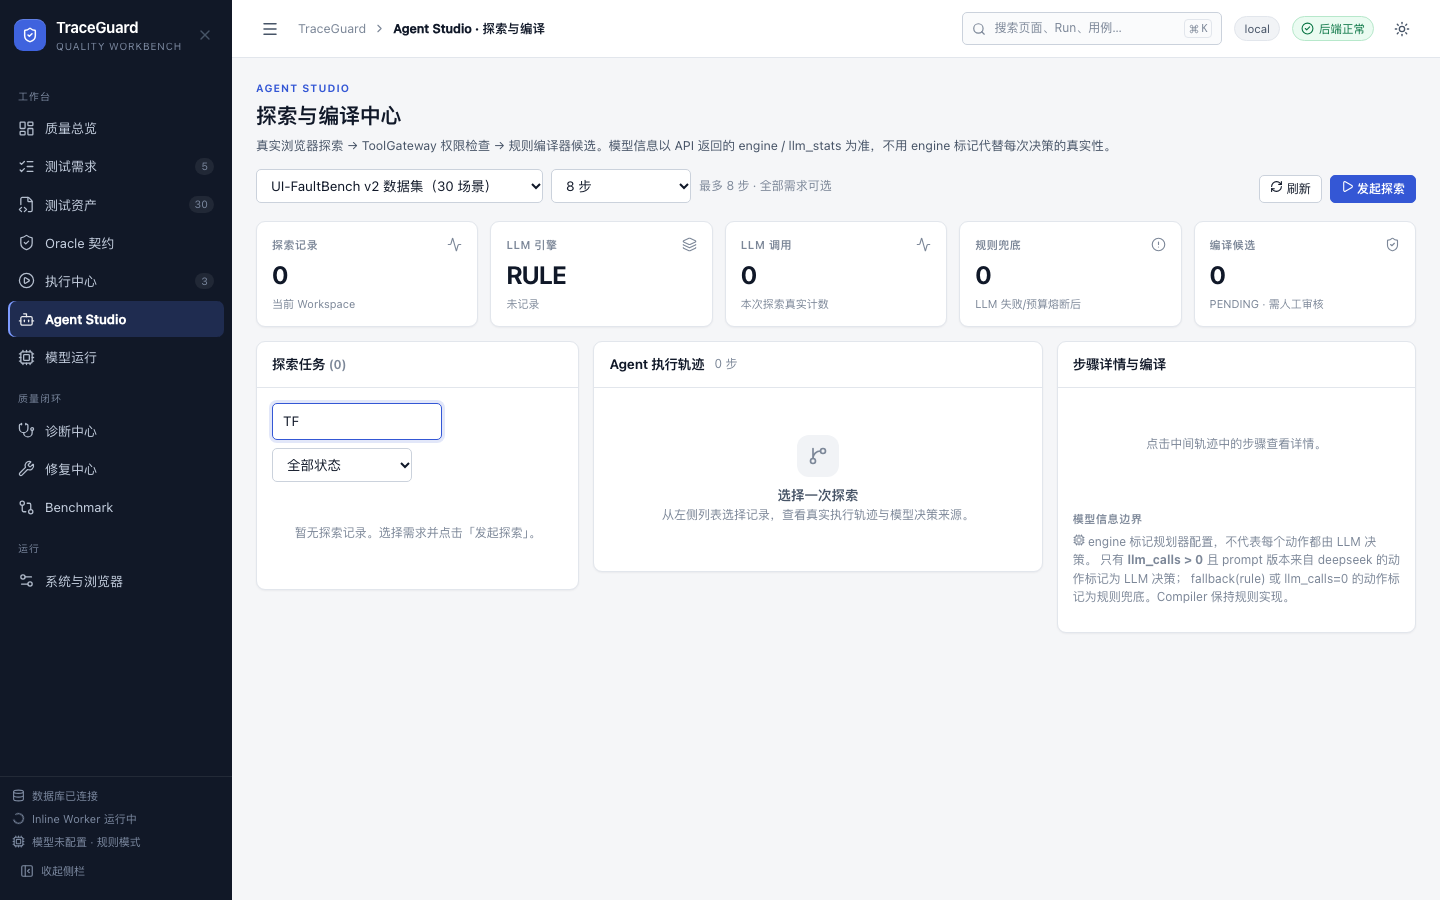 TraceGuard
QUALITY WORKBENCH
工作台
质量总览
测试需求 5
测试资产 30
Oracle 契约
执行中心 3
Agent Studio
模型运行
质量闭环
诊断中心
修复中心
Benchmark
运行
系统与浏览器
数据库已连接
Inline Worker 运行中
模型未配置 · 规则模式
收起侧栏
TraceGuard > Agent Studio · 探索与编译
搜索页面、Run、用例... ⌘ K
local
后端正常
AGENT STUDIO
探索与编译中心
真实浏览器探索 → ToolGateway 权限检查 → 规则编译器候选。模型信息以 API 返回的 engine / llm_stats 为准，不用 engine 标记代替每次决策的真实性。
UI-FaultBench v2 数据集（30 场景） 8 步 最多 8 步 · 全部需求可选 刷新 发起探索
探索记录
0
当前 Workspace
LLM 引擎
RULE
未记录
LLM 调用
0
本次探索真实计数
规则兜底
0
LLM 失败/预算熔断后
编译候选
0
PENDING · 需人工审核
探索任务 (0)
TF
全部状态
暂无探索记录。选择需求并点击「发起探索」。
Agent 执行轨迹 0 步
选择一次探索
从左侧列表选择记录，查看真实执行轨迹与模型决策来源。
步骤详情与编译
点击中间轨迹中的步骤查看详情。
模型信息边界
engine 标记规划器配置，不代表每个动作都由 LLM 决
策。 只有 llm_calls > 0 且 prompt 版本来自 deepseek 的动
作标记为 LLM 决策； fallback(rule) 或 llm_calls=0 的动作标
记为规则兜底。Compiler 保持规则实现。